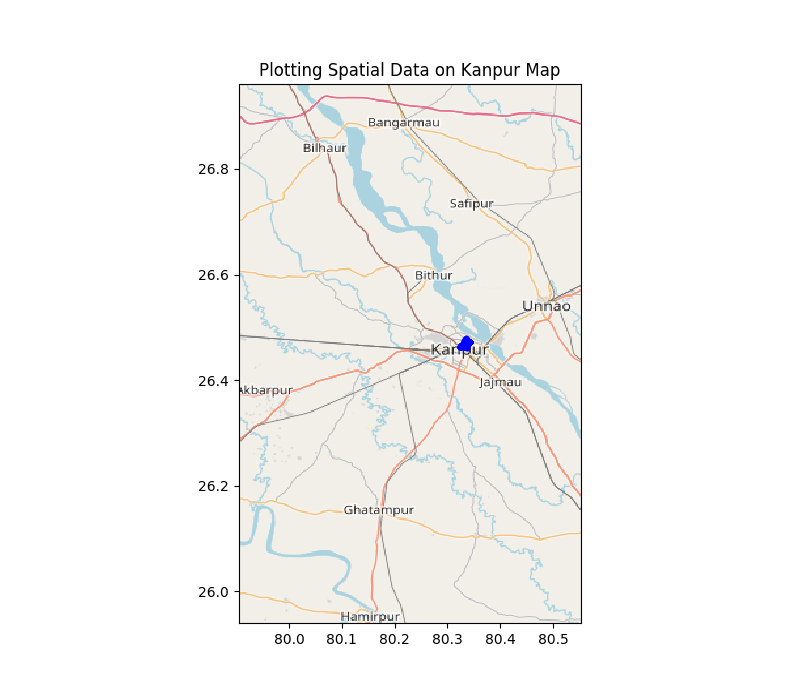 Plotting Spatial Data on Kanpur Map
Bangarmau
Bilhaur
26.8
Safipur
26.6
Bithur
Unnao
Kanpur
26.4
Jajmau
Akbarpur
26.2
Ghatampur
26.0
Hamirpur
80.0 80.1 80.2 80.3 80.4 80.5